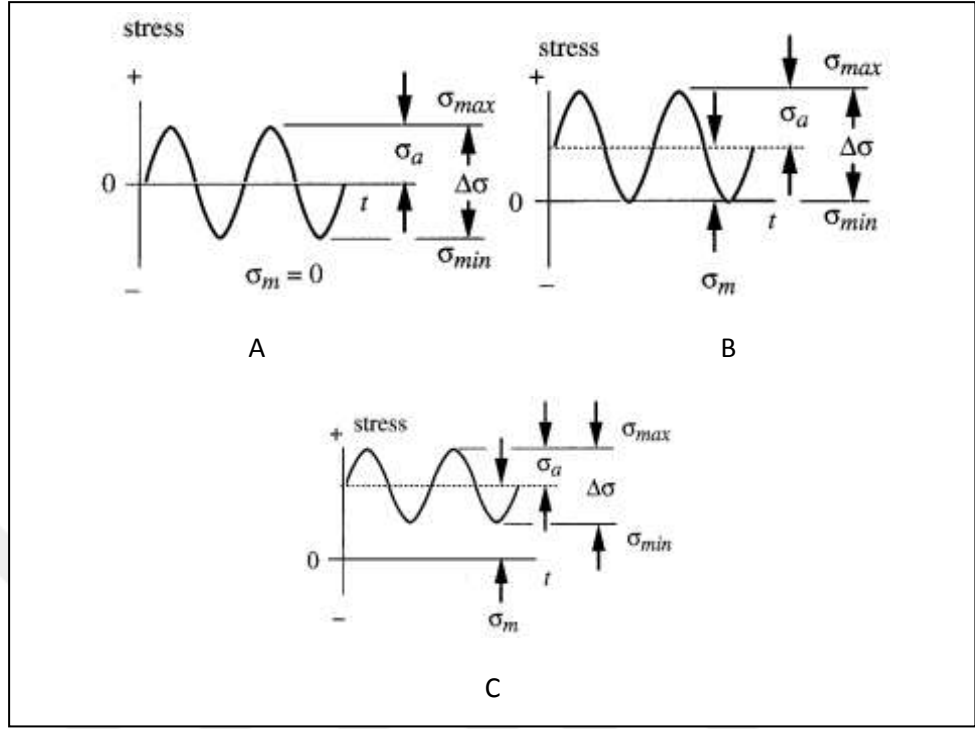 stress
+
σmax
σa
0
Δσ
t
σmin
σm = 0
–
A
stress
+
σmax
σa
Δσ
0
t
σmin
–
σm
B
stress
+
σmax
σa
Δσ
σmin
0
t
–
σm
C